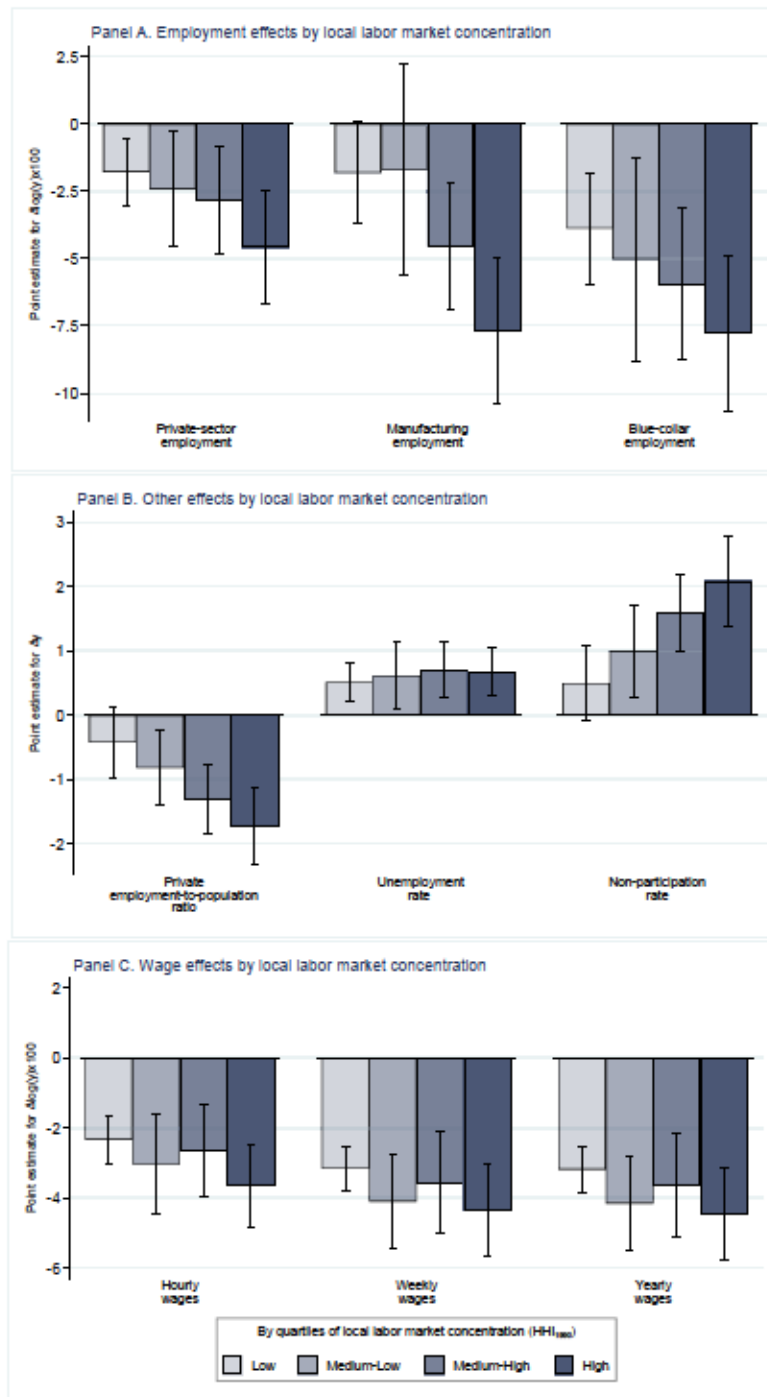 Panel A. Employment effects by local labor market concentration
Point estimate for Δlog(y)x100
2.5
0
-2.5
-5
-7.5
-10
Private-sector
employment
Manufacturing
employment
Blue-collar
employment
Panel B. Other effects by local labor market concentration
Point estimate for Δy
3
2
1
0
-1
-2
Private
employment-to-population
ratio
Unemployment
rate
Non-participation
rate
Panel C. Wage effects by local labor market concentration
Point estimate for Δlog(y)x100
2
0
-2
-4
-6
Hourly
wages
Weekly
wages
Yearly
wages
By quartiles of local labor market concentration (HHI)
Low
Medium-Low
Medium-High
High